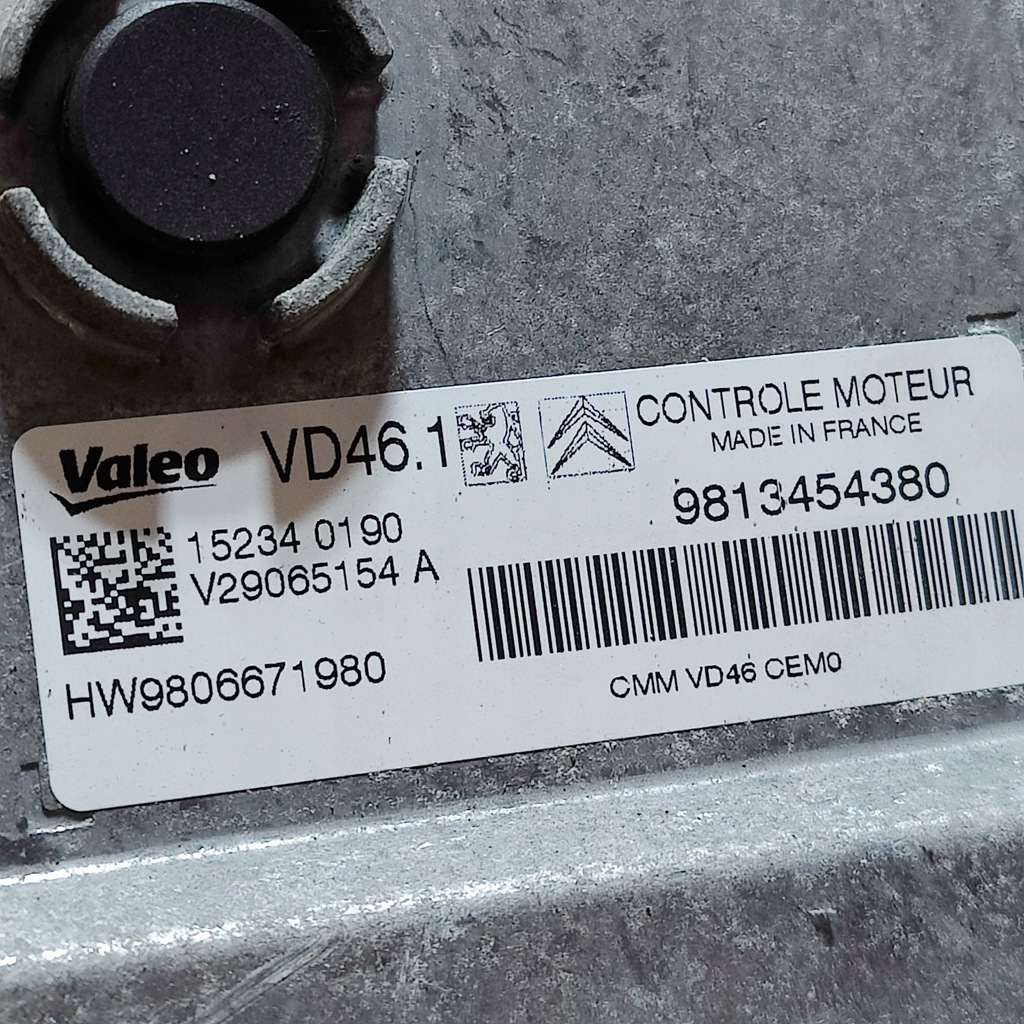 Valeo VD46.1
15234 0190
V29065154 A
HW9806671980
CONTROLE MOTEUR
MADE IN FRANCE
9813454380
CMM VD46 CEM0